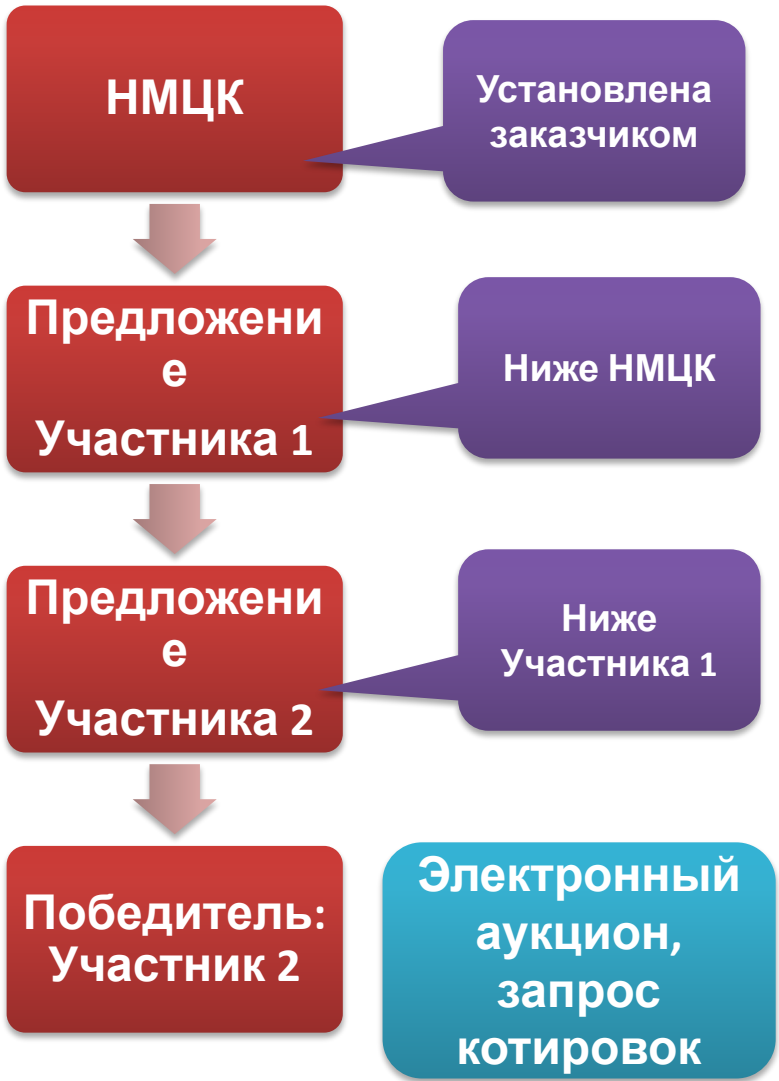 НМЦК
Установлена
заказчиком
Предложени
е
Участника 1
Ниже НМЦК
Предложени
е
Участника 2
Ниже
Участника 1
Победитель:
Участник 2
Электронный
аукцион,
запрос
котировок